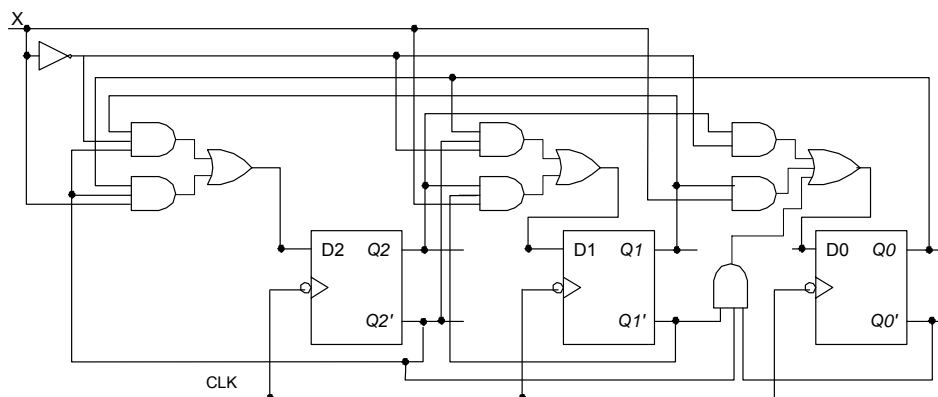 X
D2 Q2
D1 Q1
D0 Q0
Q2'
Q1'
Q0'
CLK